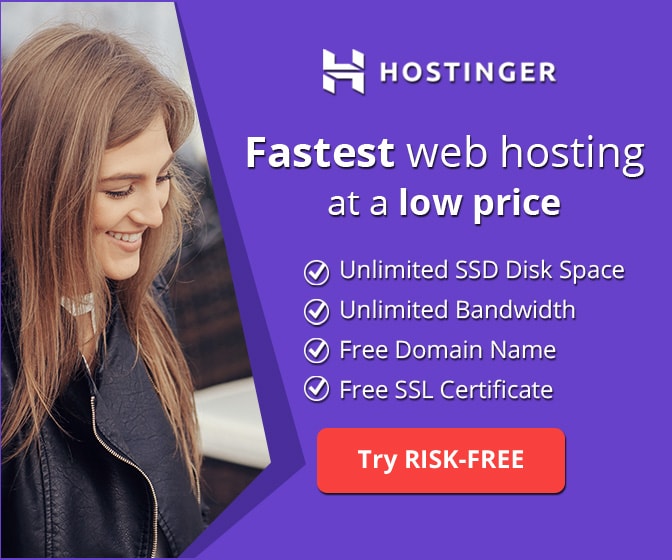 HOSTINGER
Fastest web hosting
at a low price
Unlimited SSD Disk Space
Unlimited Bandwidth
Free Domain Name
Free SSL Certificate
Try RISK-FREE